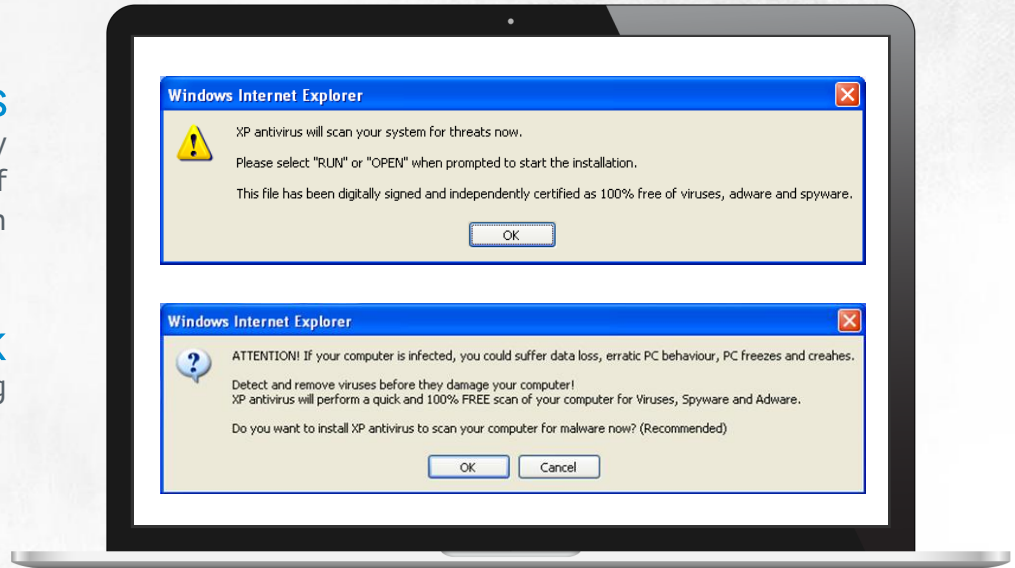 Windows Internet Explorer
XP antivirus will scan your system for threats now.
Please select "RUN" or "OPEN" when prompted to start the installation.
This file has been digitally signed and independently certified as 100% free of viruses, adware and spyware.
OK
Windows Internet Explorer
ATTENTION! If your computer is infected, you could suffer data loss, erratic PC behaviour, PC freezes and creahes.
Detect and remove viruses before they damage your computer!
XP antivirus will perform a quick and 100% FREE scan of your computer for Viruses, Spyware and Adware.
Do you want to install XP antivirus to scan your computer for malware now? (Recommended)
OK Cancel